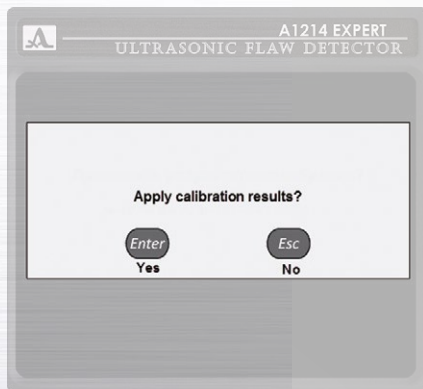 A1214 EXPERT
ULTRASONIC FLAW DETECTOR
Apply calibration results?
Enter Esc
Yes No